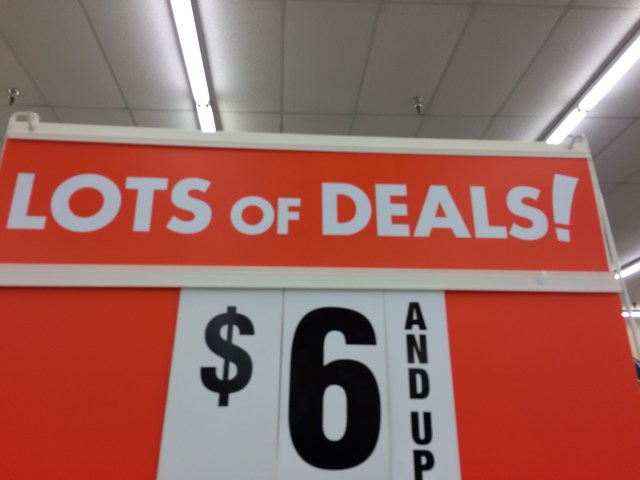 LOTS OF DEALS!
$6 AND UP